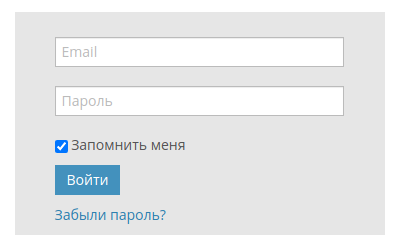 Email
Пароль
Запомнить меня
Войти
Забыли пароль?